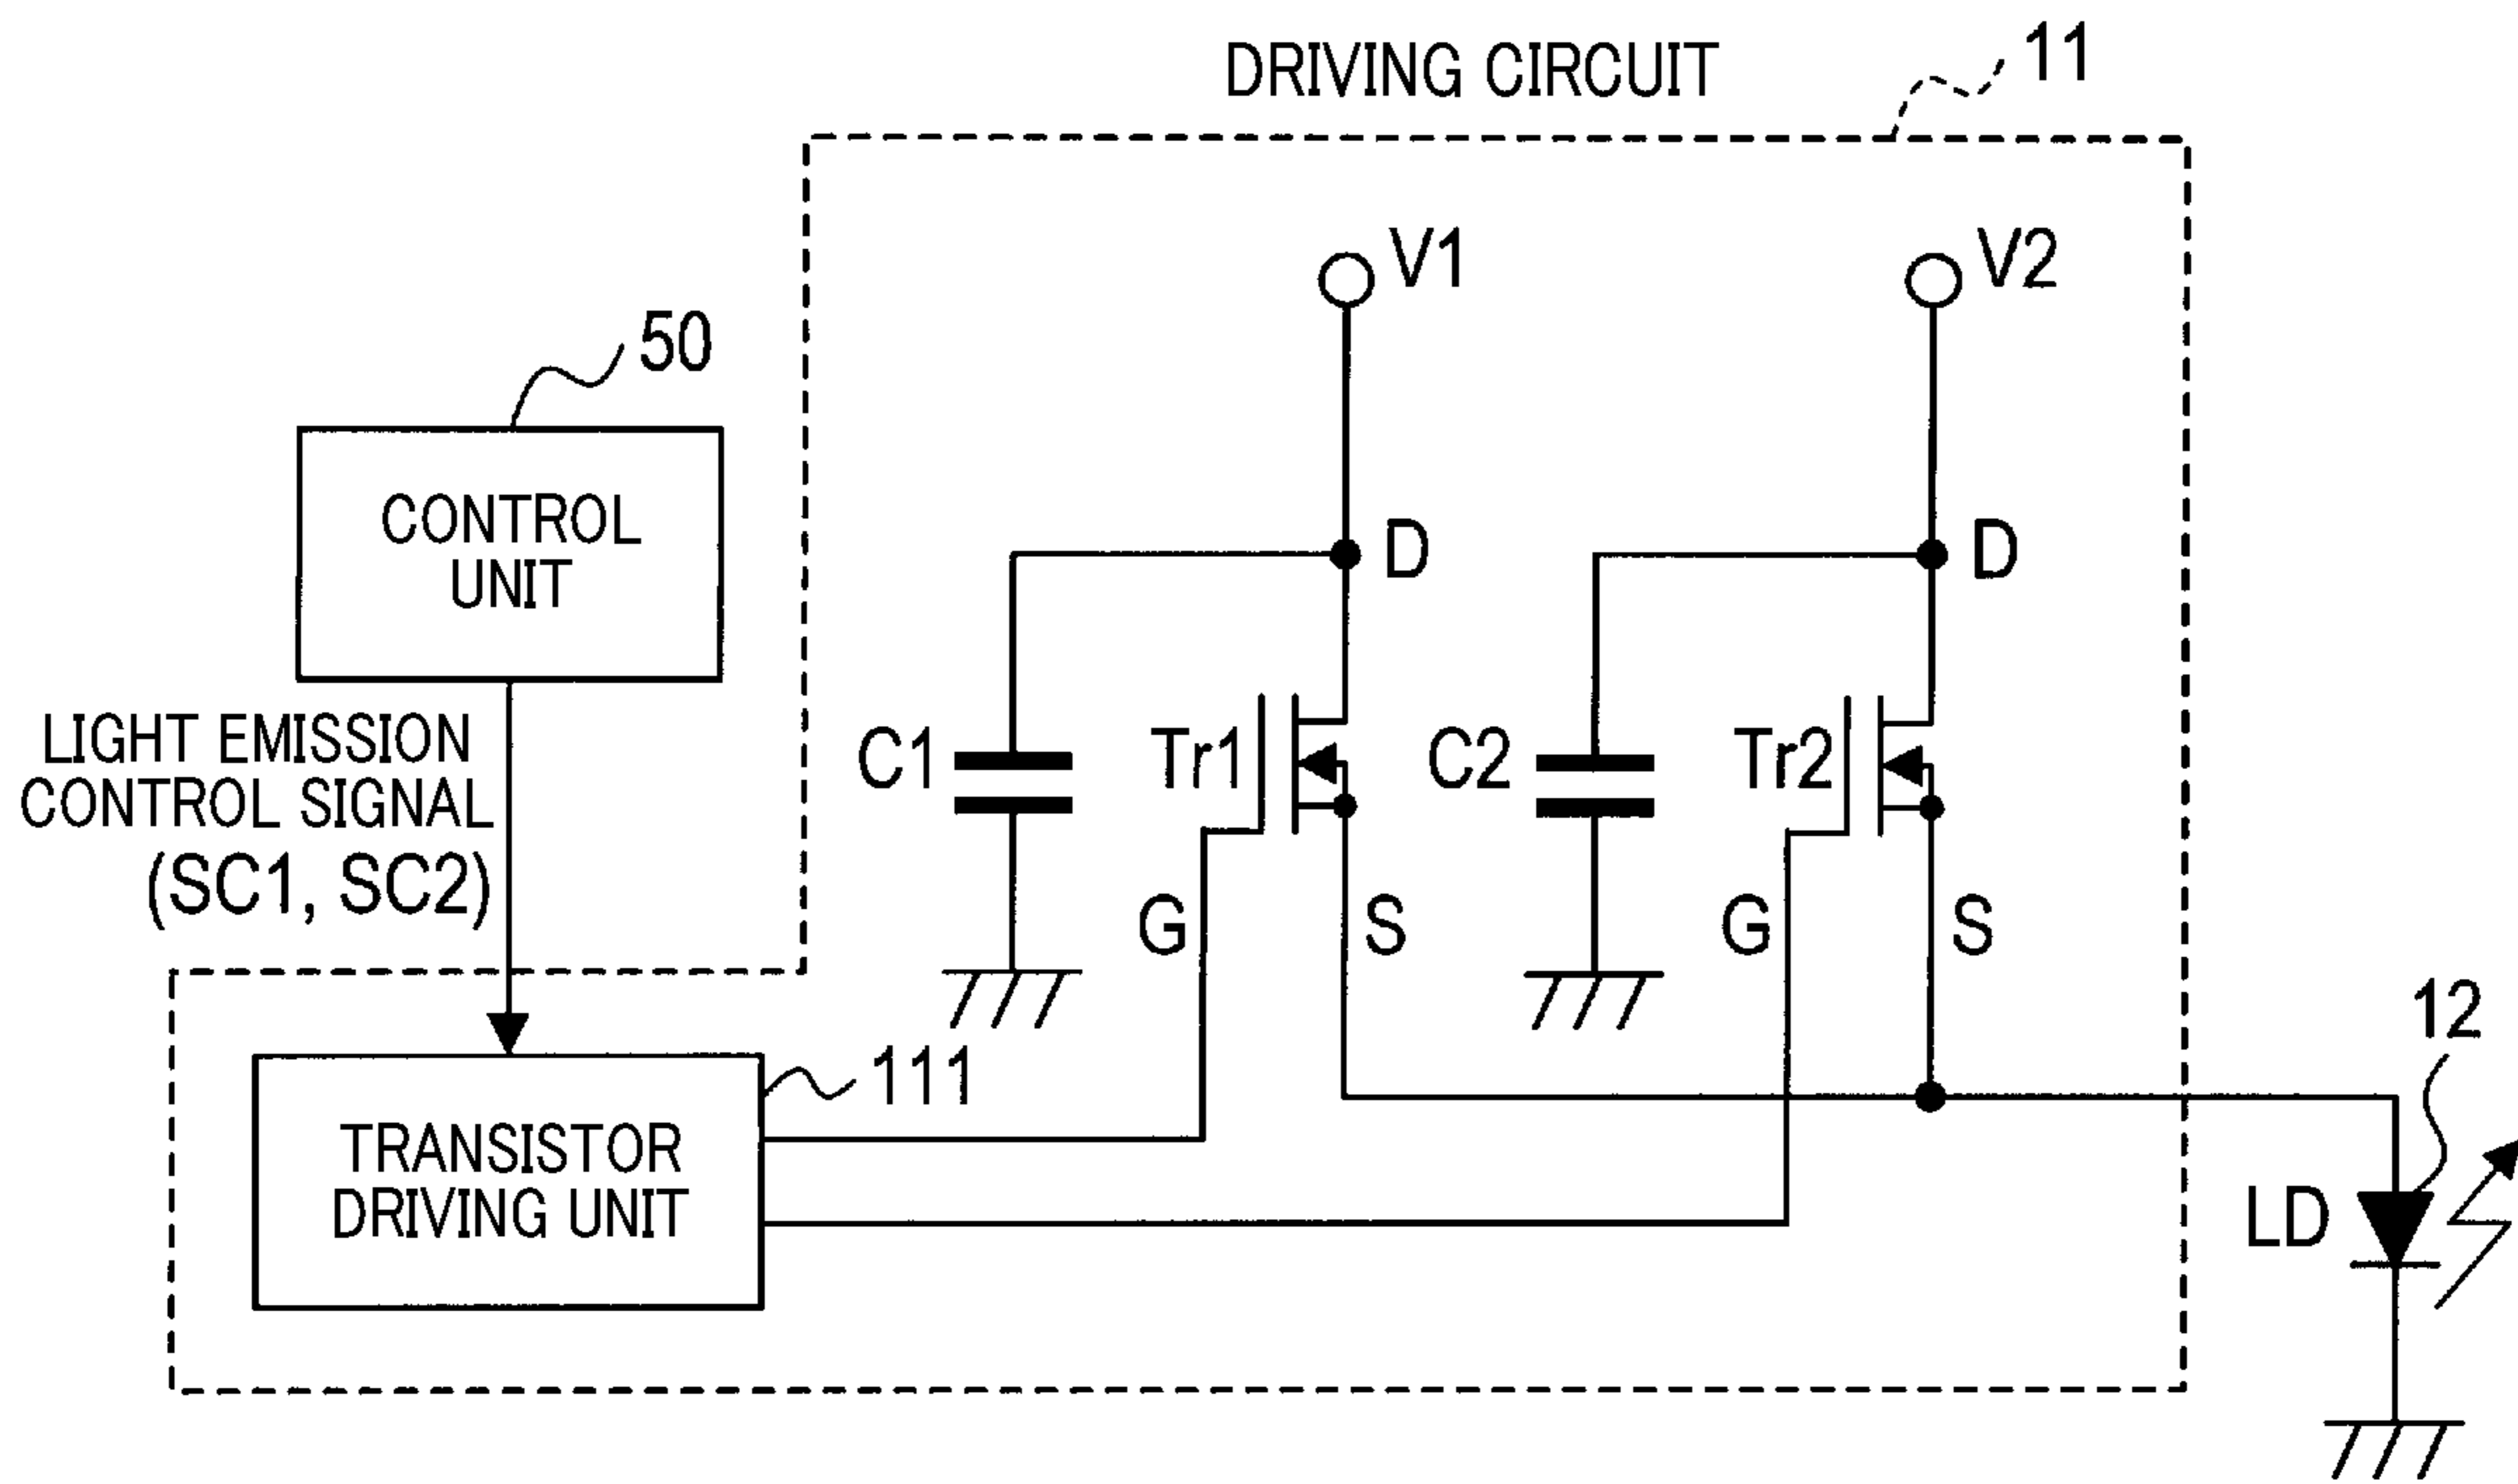 DRIVING CIRCUIT
11
V1
V2
50
CONTROL
UNIT
D
D
LIGHT EMISSION
CONTROL SIGNAL
(SC1, SC2)
C1
Tr1
C2
Tr2
G
S
G
S
12
111
TRANSISTOR
DRIVING UNIT
LD